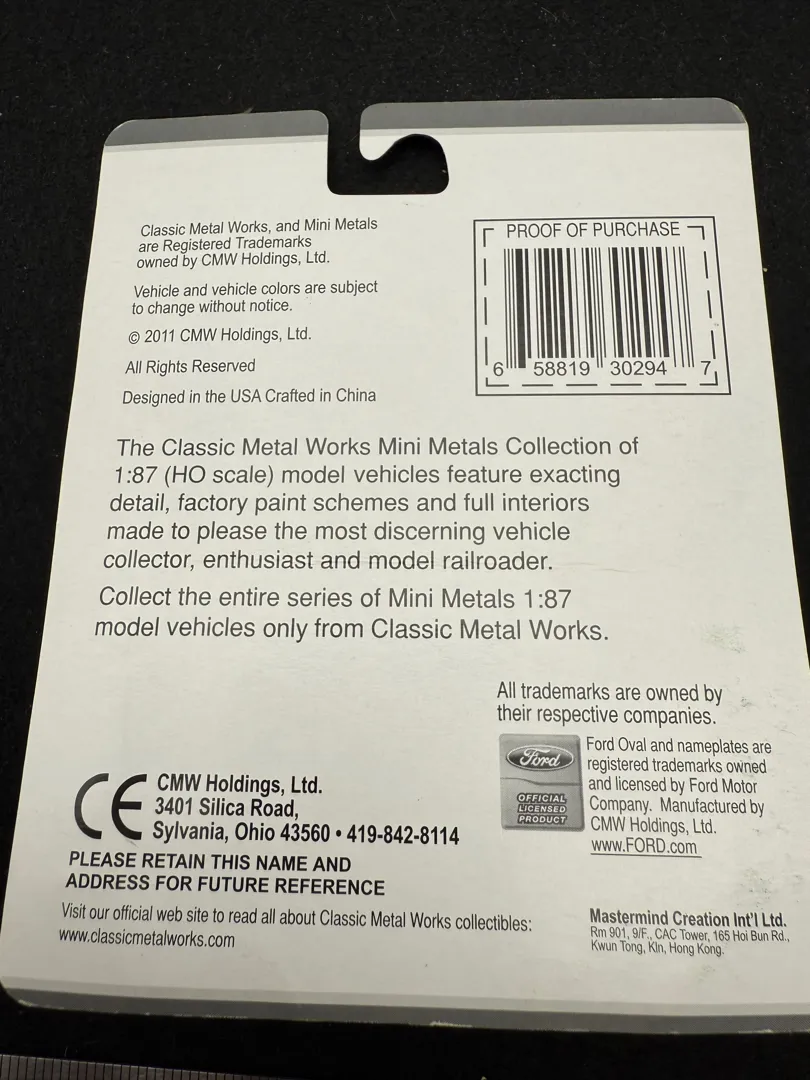 Classic Metal Works, and Mini Metals
are Registered Trademarks
owned by CMW Holdings, Ltd.
Vehicle and vehicle colors are subject
to change without notice.
© 2011 CMW Holdings, Ltd.
All Rights Reserved
Designed in the USA Crafted in China
PROOF OF PURCHASE
6 58819 30294 7
The Classic Metal Works Mini Metals Collection of
1:87 (HO scale) model vehicles feature exacting
detail, factory paint schemes and full interiors
made to please the most discerning vehicle
collector, enthusiast and model railroader.
Collect the entire series of Mini Metals 1:87
model vehicles only from Classic Metal Works.
All trademarks are owned by
their respective companies.
Ford
OFFICIAL
LICENSED
PRODUCT
Ford Oval and nameplates are
registered trademarks owned
and licensed by Ford Motor
Company. Manufactured by
CMW Holdings, Ltd.
www.FORD.com
CE
CMW Holdings, Ltd.
3401 Silica Road,
Sylvania, Ohio 43560 • 419-842-8114
PLEASE RETAIN THIS NAME AND
ADDRESS FOR FUTURE REFERENCE
Visit our official web site to read all about Classic Metal Works collectibles:
www.classicmetalworks.com
Mastermind Creation Int'l Ltd.
Rm 901, 9/F., CAC Tower, 165 Hoi Bun Rd.,
Kwun Tong, Kln, Hong Kong.